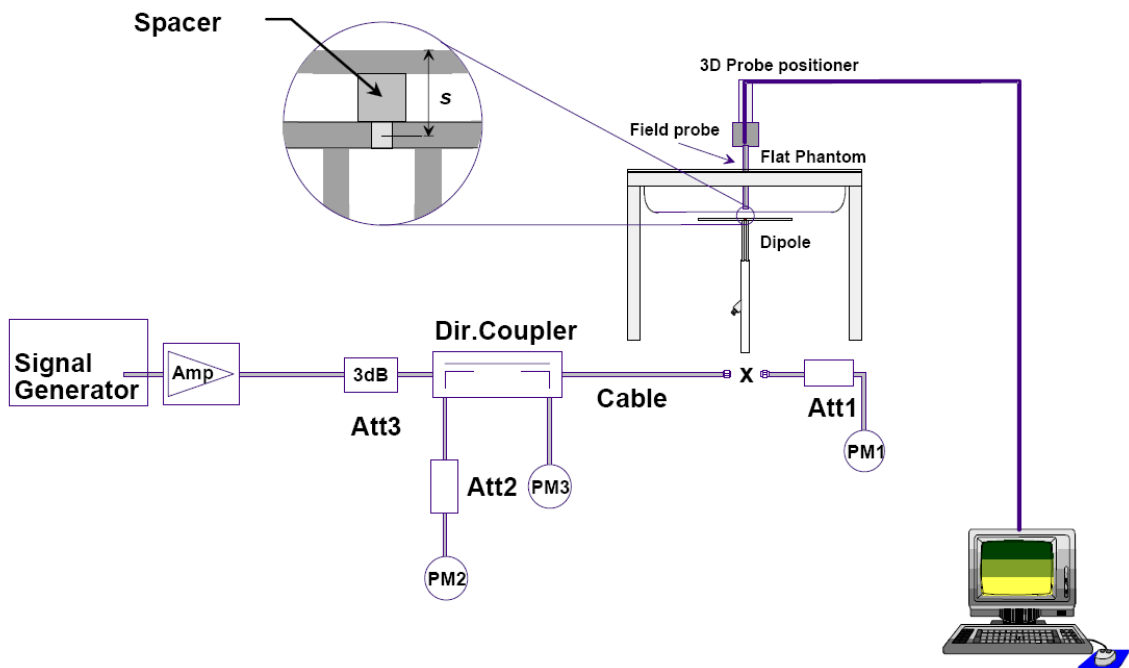 Spacer
s
3D Probe positioner
Field probe
Flat Phantom
Dipole
Signal
Generator
Amp
3dB
Att3
Dir.Coupler
Cable
x
Att1
PM1
Att2
PM3
PM2